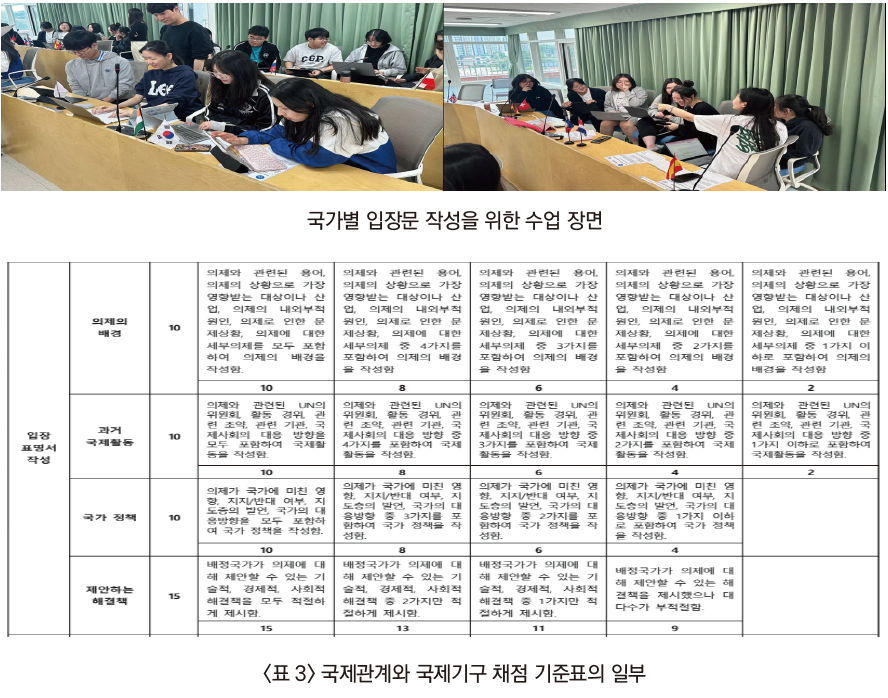 LEE
국가별 입장문 작성을 위한 수업 장면
입장
표명서
작성
의제의
배경
10
의제와 관련된 용어,
의제의 상황으로 가장
영향받는 대상이나 산
업, 의제의 내외부적
원인, 의제로 인한 문
제상황, 의제에 대한
세부의제를 모두 포함
하여 의제의 배경을
작성함.
10
의제와 관련된 용어,
의제의 상황으로 가장
영향받는 대상이나 산
업, 의제의 내외부적
원인, 의제로 인한 문
제상황, 의제에 대한
세부의제 중 4가지를
포함하여 의제의 배경
을 작성함
8
의제와 관련된 용어,
의제의 상황으로 가장
영향받는 대상이나 산
업, 의제의 내외부적
원인, 의제로 인한 문
제상황, 의제에 대한
세부의제 중 3가지를
포함하여 의제의 배경
을 작성함
6
의제와 관련된 용어,
의제의 상황으로 가장
영향받는 대상이나 산
업, 의제의 내외부적
원인, 의제로 인한 문
제상황, 의제에 대한
세부의제 중 2가지를
포함하여 의제의 배경
을 작성함
4
의제와 관련된 용어,
의제의 상황으로 가장
영향받는 대상이나 산
업, 의제의 내외부적
원인, 의제로 인한 문
제상황, 의제에 대한
세부의제 중 1가지 이
하로 포함하여 의제의
배경을 작성함
2
과거
국제활동
10
의제와 관련된 UN의
위원회, 활동 경위, 관
련 조약, 관련 기관, 국
제사회의 대응 방향을
모두 포함하여 국제활
동을 작성함.
10
의제와 관련된 UN의
위원회, 활동 경위, 관
련 조약, 관련 기관, 국
제사회의 대응 방향 중
4가지를 포함하여 국제
활동을 작성함.
8
의제와 관련된 UN의
위원회, 활동 경위, 관
련 조약, 관련 기관, 국
제사회의 대응 방향 중
3가지를 포함하여 국제
활동을 작성함.
6
의제와 관련된 UN의
위원회, 활동 경위, 관
련 조약, 관련 기관, 국
제사회의 대응 방향 중
2가지를 포함하여 국제
활동을 작성함.
4
의제와 관련된 UN의
위원회, 활동 경위, 관
련 조약, 관련 기관, 국
제사회의 대응 방향 중
1가지 이하로 포함하여
국제활동을 작성함.
2
국가 정책
10
의제가 국가에 미친 영
향, 지지/반대 여부, 지
도층의 발언, 국가의 대
응방향을 모두 포함하
여 국가 정책을 작성함.
10
의제가 국가에 미친 영
향, 지지/반대 여부, 지
도층의 발언, 국가의 대
응방향 중 3가지를 포
함하여 국가 정책을 작
성함.
8
의제가 국가에 미친 영
향, 지지/반대 여부, 지
도층의 발언, 국가의 대
응방향 중 2가지를 포
함하여 국가 정책을 작
성함.
6
의제가 국가에 미친 영
향, 지지/반대 여부, 지
도층의 발언, 국가의 대
응방향 중 1가지 이하
로 포함하여 국가 정책
을 작성함.
4
제안하는
해결책
15
배정국가가 의제에 대
해 제안할 수 있는 기
술적, 경제적, 사회적
해결책을 모두 적절하
게 제시함.
15
배정국가가 의제에 대
해 제안할 수 있는 기
술적, 경제적, 사회적
해결책 중 2가지만 적
절하게 제시함.
13
배정국가가 의제에 대
해 제안할 수 있는 기
술적, 경제적, 사회적
해결책 중 1가지만 적
절하게 제시함.
11
배정국가가 의제에 대
해 제안할 수 있는 해
결책을 제시했으나 대
다수가 부적절함.
9
〈표 3〉 국제관계와 국제기구 채점 기준표의 일부